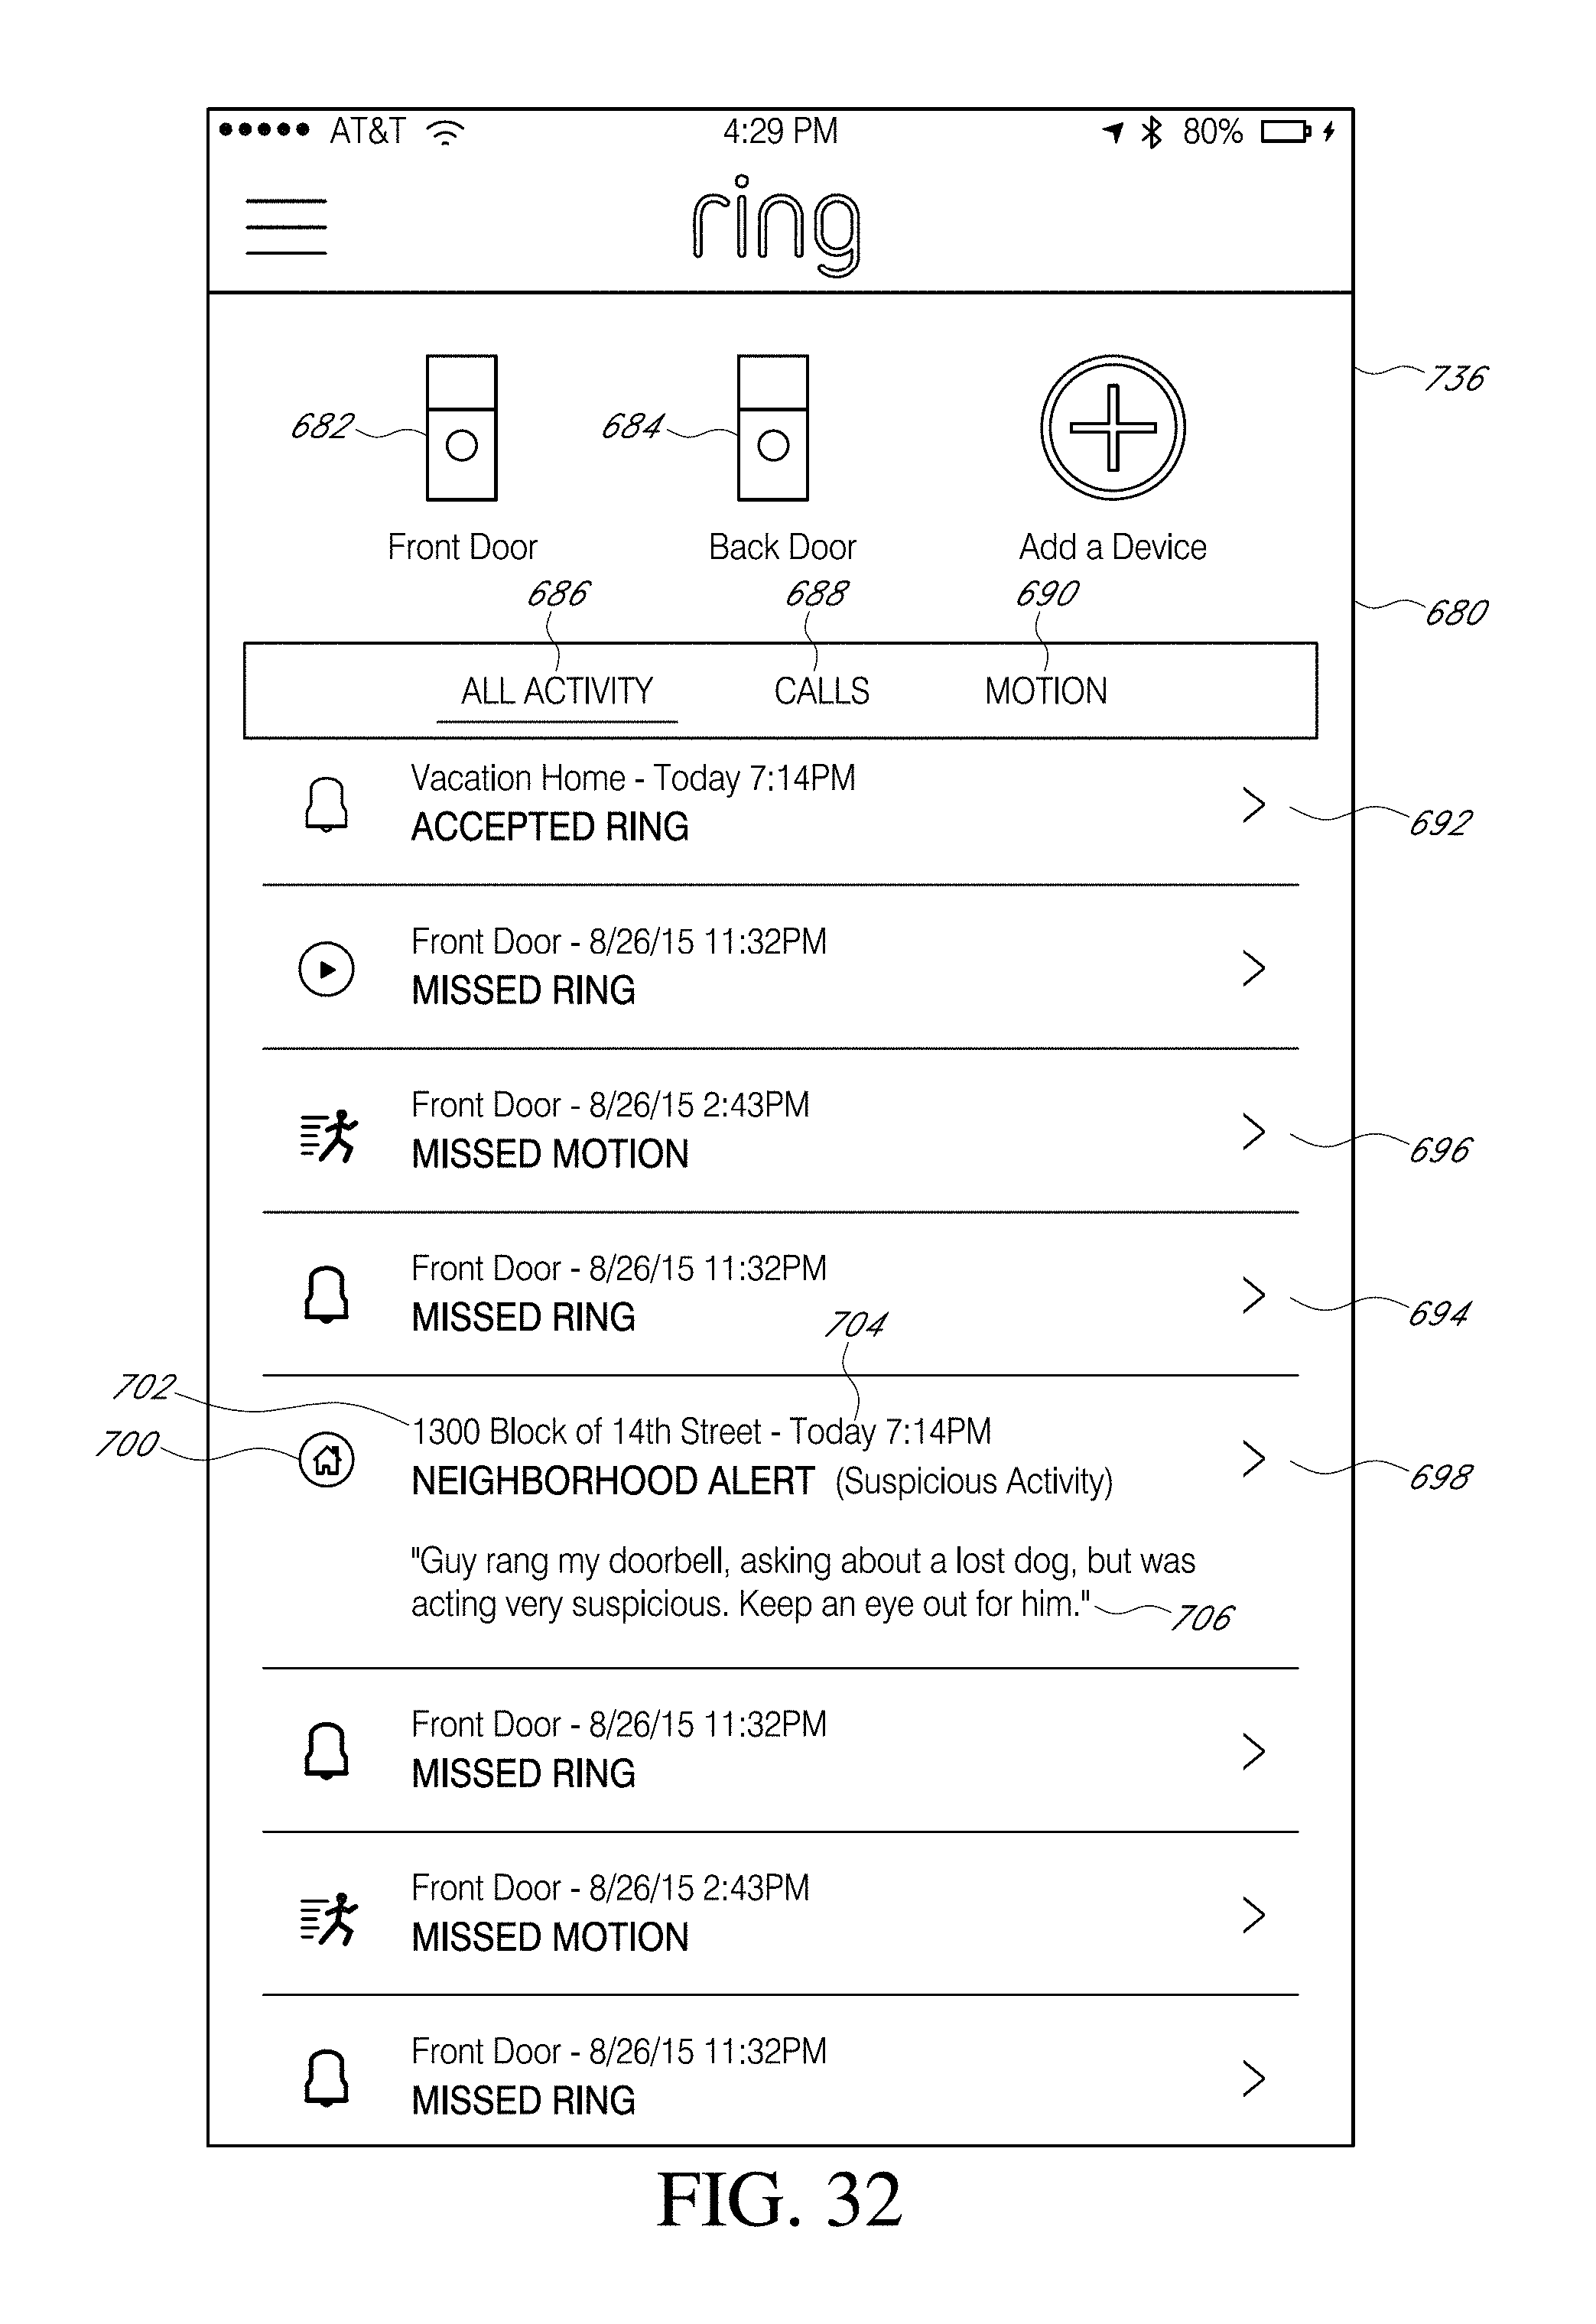 AT&T 4:29 PM 80%
ring
736
682 684
Front Door Back Door Add a Device
686 688 690
680
ALL ACTIVITY CALLS MOTION
Vacation Home - Today 7:14PM
ACCEPTED RING
692
Front Door - 8/26/15 11:32PM
MISSED RING
Front Door - 8/26/15 2:43PM
MISSED MOTION
696
Front Door - 8/26/15 11:32PM
MISSED RING
694
704
702
1300 Block of 14th Street - Today 7:14PM
700
NEIGHBORHOOD ALERT (Suspicious Activity)
698
"Guy rang my doorbell, asking about a lost dog, but was
acting very suspicious. Keep an eye out for him."
706
Front Door - 8/26/15 11:32PM
MISSED RING
Front Door - 8/26/15 2:43PM
MISSED MOTION
Front Door - 8/26/15 11:32PM
MISSED RING
FIG. 32